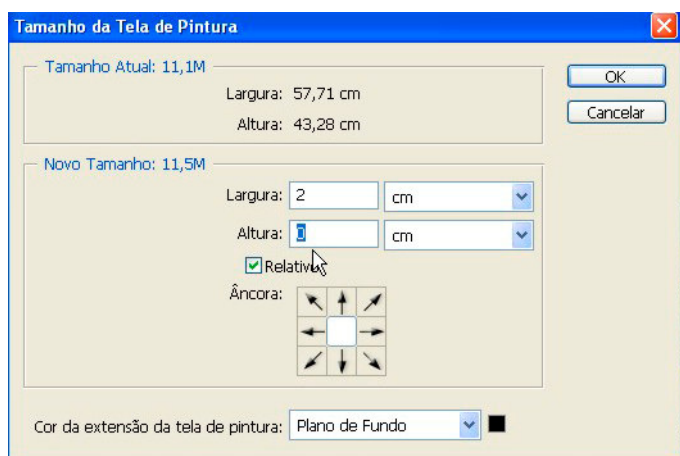 Tamanho da Tela de Pintura
Tamanho Atual: 11,1M
OK
Largura: 57,71 cm
Cancelar
Altura: 43,28 cm
Novo Tamanho: 11,5M
Largura: 2 cm
Altura: 0 cm
Relativo
Âncora:
Cor da extensão da tela de pintura: Plano de Fundo